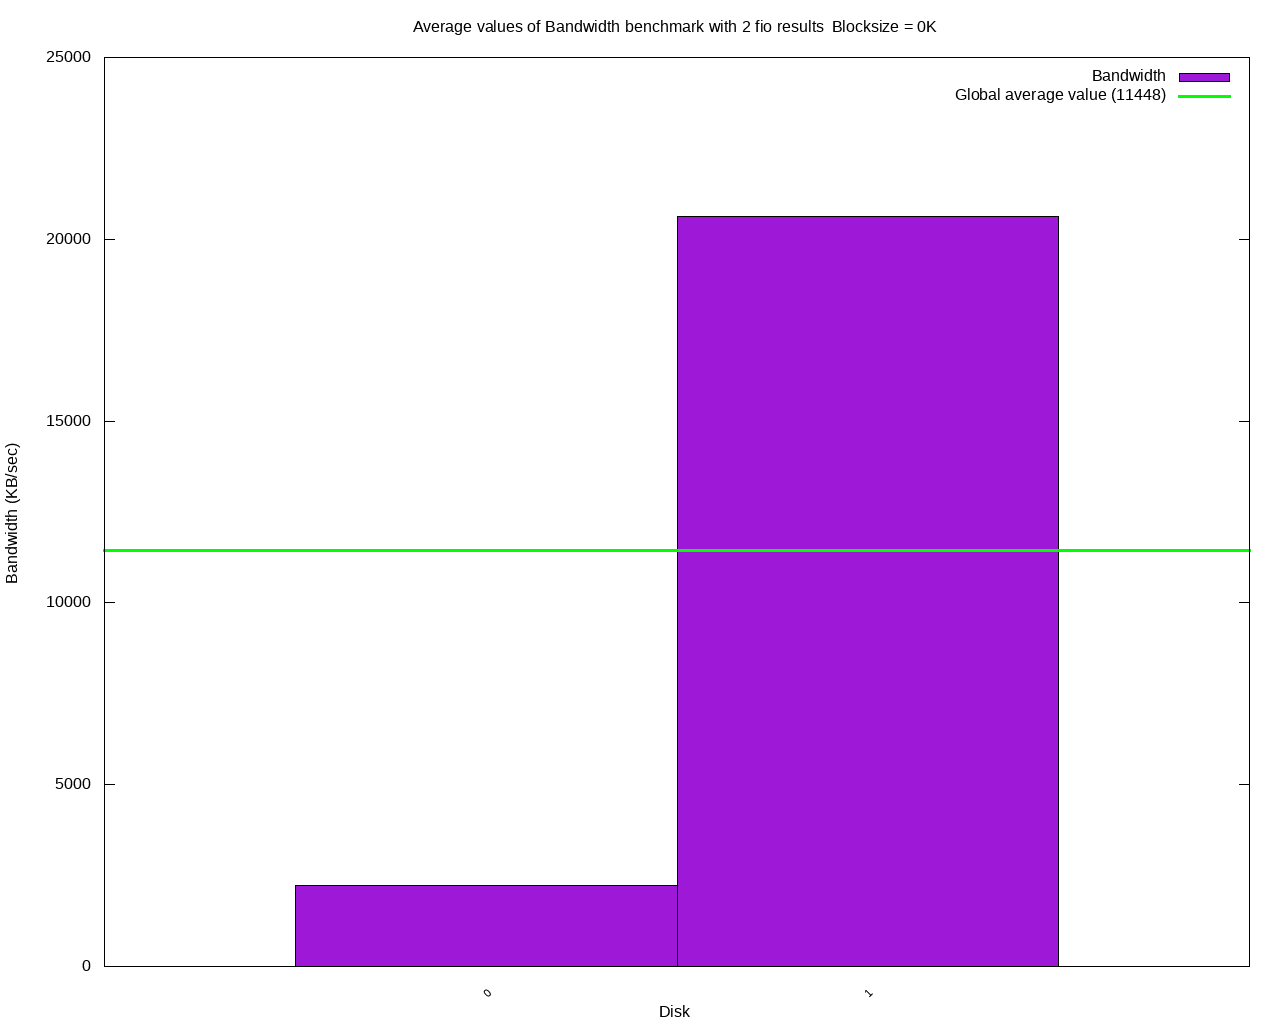 Average values of Bandwidth benchmark with 2 fio results  Blocksize = 0K
25000
20000
15000
10000
5000
0
Bandwidth (KB/sec)
Bandwidth
Global average value (11448)
0
1
Disk